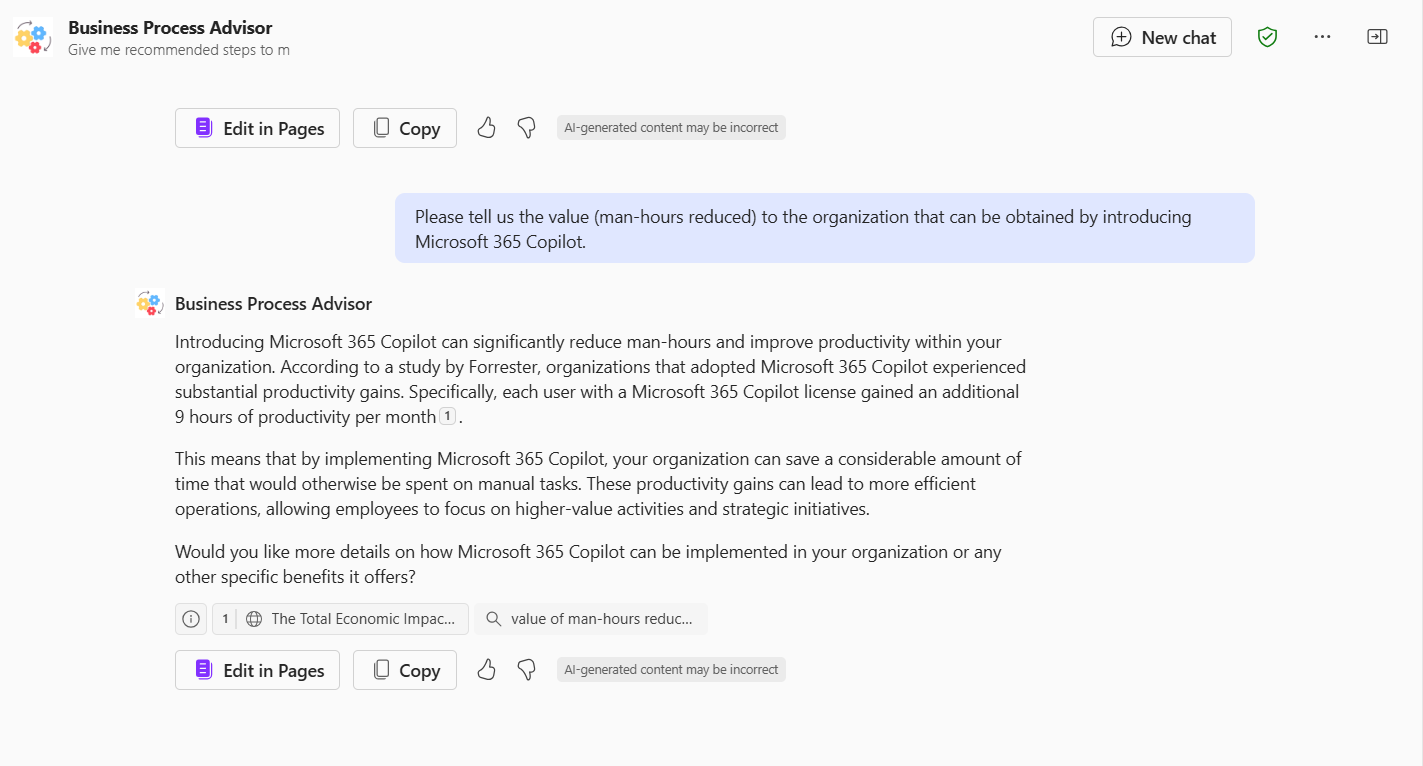 Business Process Advisor
Give me recommended steps to m
New chat
Edit in Pages
Copy
AI-generated content may be incorrect
Please tell us the value (man-hours reduced) to the organization that can be obtained by introducing
Microsoft 365 Copilot.
Business Process Advisor
Introducing Microsoft 365 Copilot can significantly reduce man-hours and improve productivity within your
organization. According to a study by Forrester, organizations that adopted Microsoft 365 Copilot experienced
substantial productivity gains. Specifically, each user with a Microsoft 365 Copilot license gained an additional
9 hours of productivity per month 1 .
This means that by implementing Microsoft 365 Copilot, your organization can save a considerable amount of
time that would otherwise be spent on manual tasks. These productivity gains can lead to more efficient
operations, allowing employees to focus on higher-value activities and strategic initiatives.
Would you like more details on how Microsoft 365 Copilot can be implemented in your organization or any
other specific benefits it offers?
1 The Total Economic Impac...
value of man-hours reduc...
Edit in Pages
Copy
AI-generated content may be incorrect